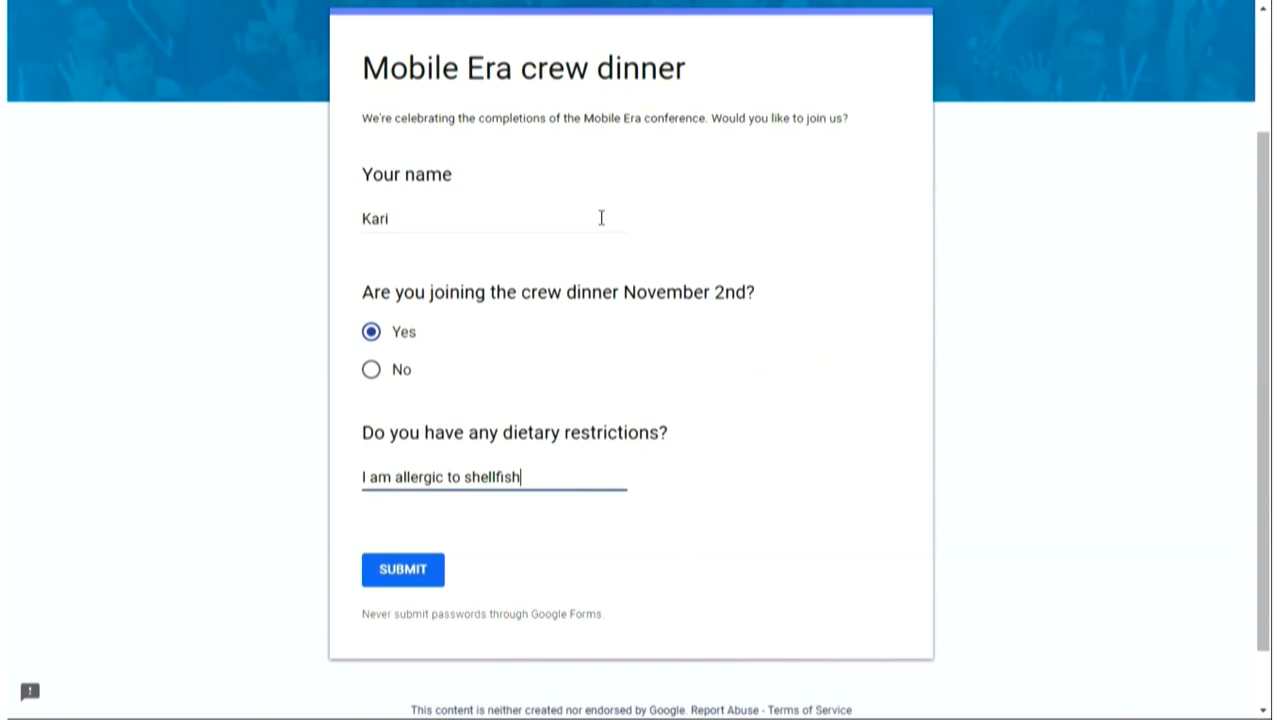 Mobile Era crew dinner
We're celebrating the completions of the Mobile Era conference. Would you like to join us?
Your name
Kari
Are you joining the crew dinner November 2nd?
Yes
No
Do you have any dietary restrictions?
I am allergic to shellfish
SUBMIT
Never submit passwords through Google Forms.
This content is neither created nor endorsed by Google. Report Abuse - Terms of Service